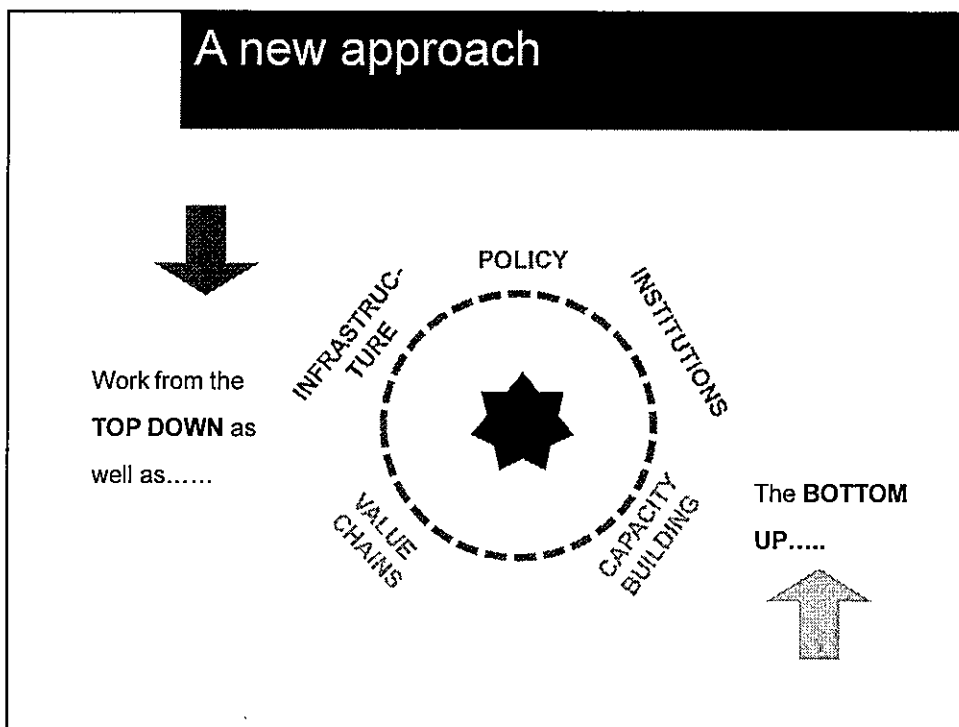 A new approach
POLICY
INFRASTRUC-
TURE
INSTITUTIONS
Work from the
TOP DOWN as
well as......
VALUE
CHAINS
CAPACITY
BUILDING
The BOTTOM
UP.....